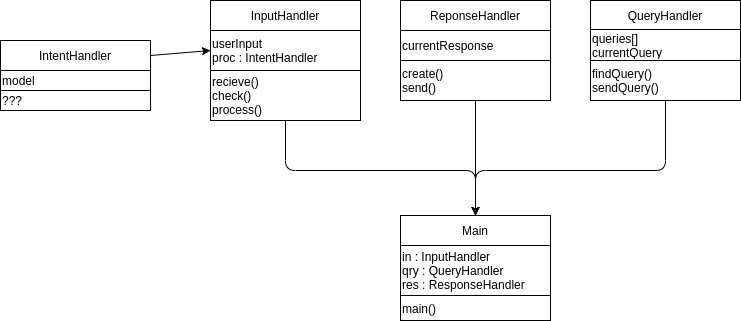 InputHandler
userInput
proc : IntentHandler
recieve()
check()
process()
ReponseHandler
currentResponse
create()
send()
QueryHandler
queries[]
currentQuery
findQuery()
sendQuery()
IntentHandler
model
???
Main
in : InputHandler
qry : QueryHandler
res : ResponseHandler
main()